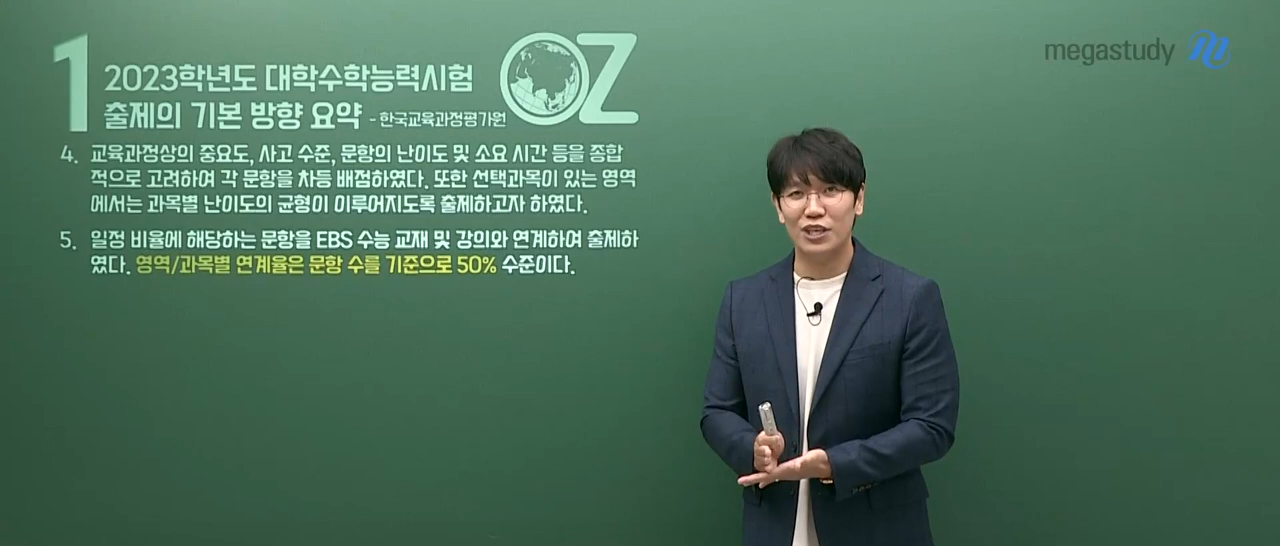 1 2023학년도 대학수학능력시험
출제의 기본 방향 요약 - 한국교육과정평가원
OZ
megastudy
4. 교육과정상의 중요도, 사고 수준, 문항의 난이도 및 소요 시간 등을 종합
적으로 고려하여 각 문항을 차등 배점하였다. 또한 선택과목이 있는 영역
에서는 과목별 난이도의 균형이 이루어지도록 출제하고자 하였다.
5. 일정 비율에 해당하는 문항을 EBS 수능 교재 및 강의와 연계하여 출제하
였다. 영역/과목별 연계율은 문항 수를 기준으로 50% 수준이다.